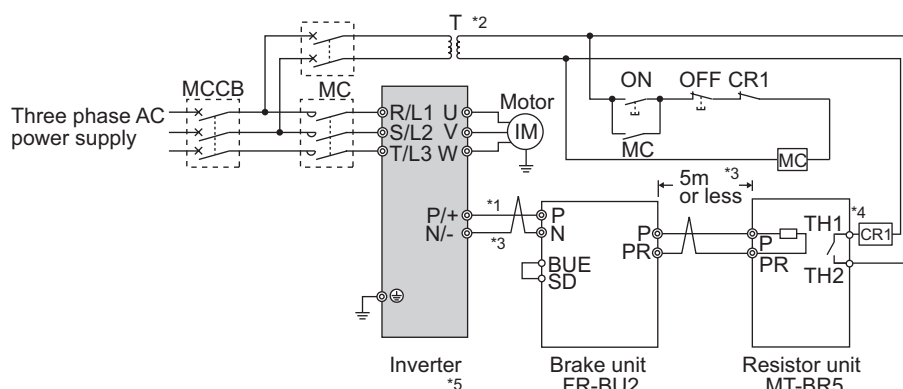 T *2
ON OFF CR1
MCCB MC
Three phase AC
power supply
R/L1 U
S/L2 V
T/L3 W
Motor
IM
MC
MC
5m *3
or less
P/+ *1 P
N/- *3 N
BUE
SD
P
PR
P
PR
TH1 *4
CR1
TH2
Inverter
*5
Brake unit
FR-BU2
Resistor unit
MT-BR5